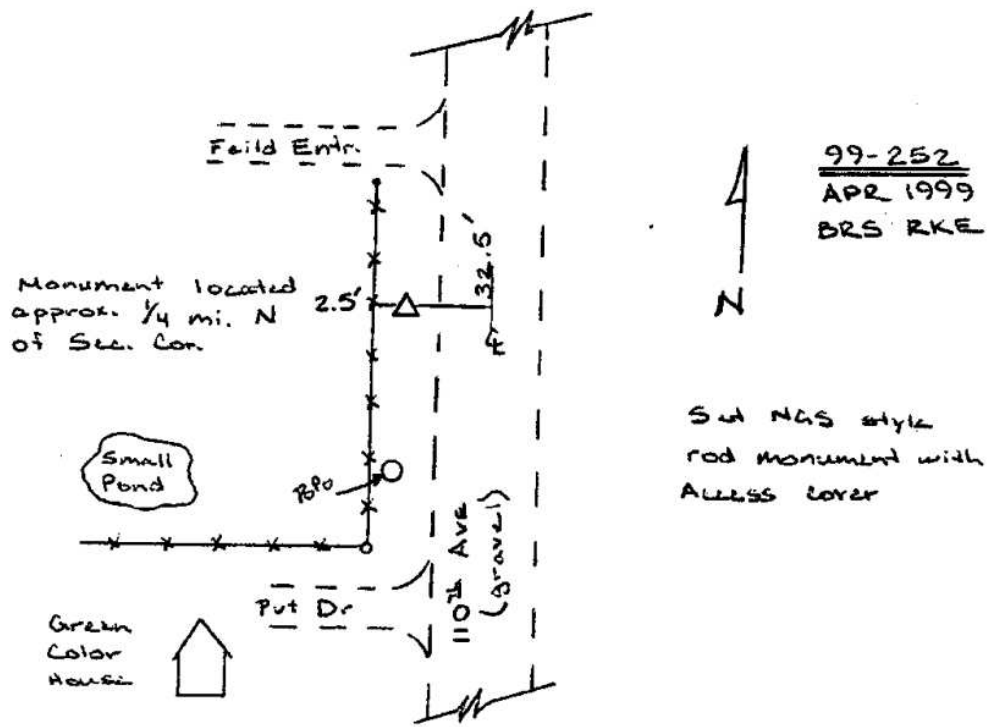 Feild Entr.
99-252
APR 1999
BRS RKE
Monument located
approx. 1/4 mi. N
of Sec. Cor.
2.5'
32.5'
℄
N
Set NGS style
rod monument with
Access cover
Small
Pond
PoPo
110th Ave
(gravel)
Pvt Dr
Green
Color
House